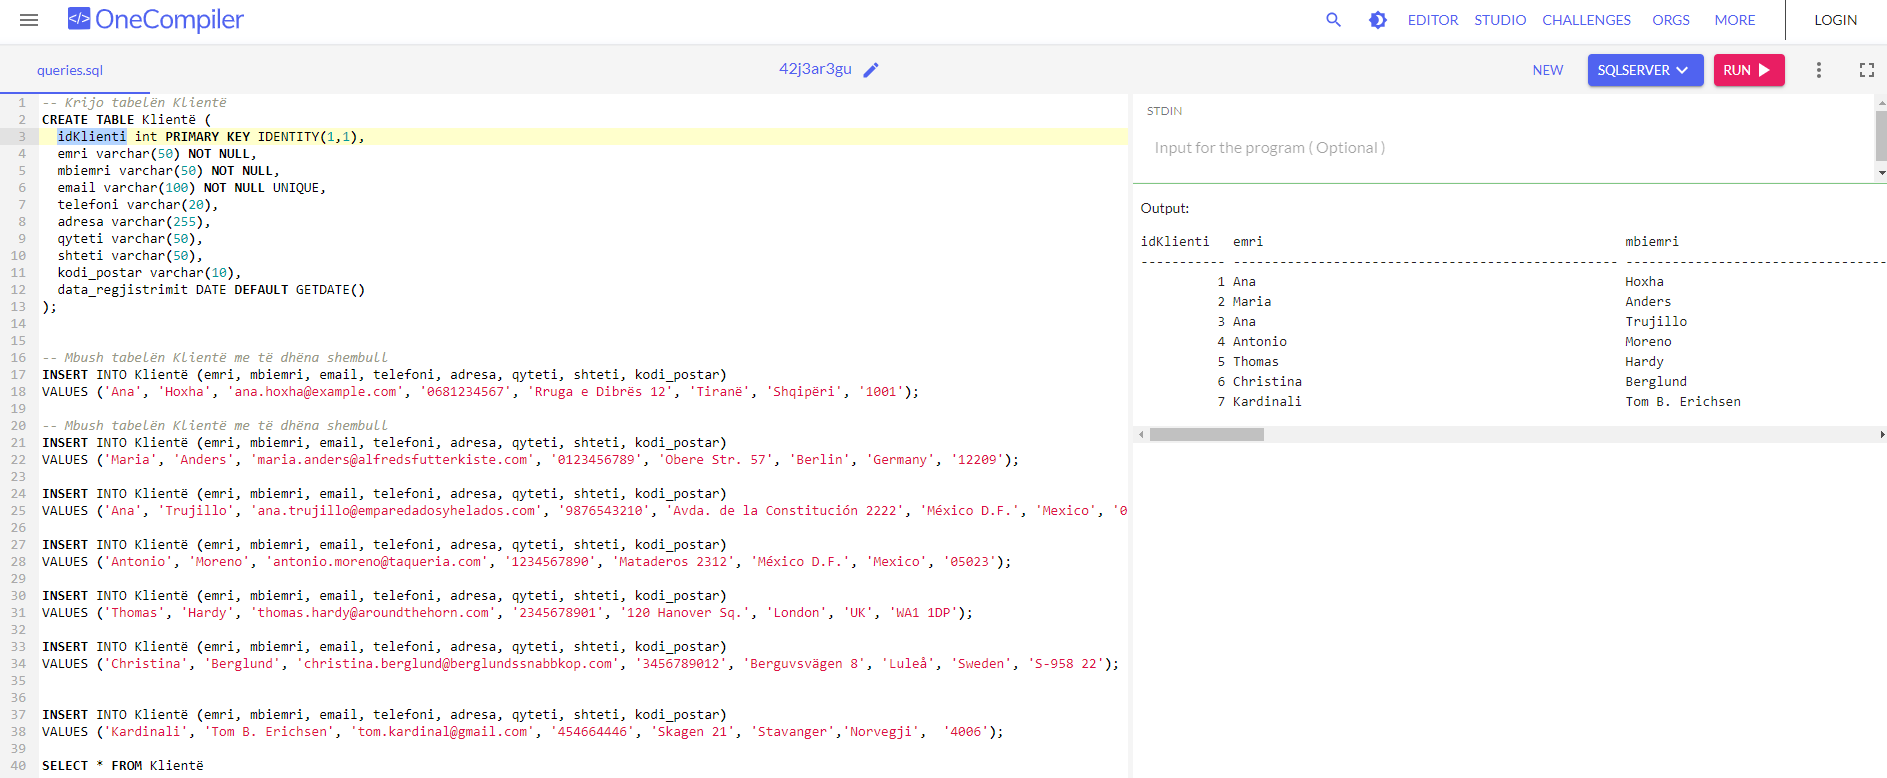 </> OneCompiler
EDITOR STUDIO CHALLENGES ORGS MORE LOGIN
queries.sql
42j3ar3gu
NEW SQLSERVER RUN
1 -- Krijo tabelën Klientë
2 CREATE TABLE Klientë (
3 idKlienti int PRIMARY KEY IDENTITY(1,1),
4 emri varchar(50) NOT NULL,
5 mbiemri varchar(50) NOT NULL,
6 email varchar(100) NOT NULL UNIQUE,
7 telefoni varchar(20),
8 adresa varchar(255),
9 qyteti varchar(50),
10 shteti varchar(50),
11 kodi_postar varchar(10),
12 data_regjistrimit DATE DEFAULT GETDATE()
13 );
14
15
16 -- Mbush tabelën Klientë me të dhëna shembull
17 INSERT INTO Klientë (emri, mbiemri, email, telefoni, adresa, qyteti, shteti, kodi_postar)
18 VALUES ('Ana', 'Hoxha', 'ana.hoxha@example.com', '0681234567', 'Rruga e Dibrës 12', 'Tiranë', 'Shqipëri', '1001');
19
20 -- Mbush tabelën Klientë me të dhëna shembull
21 INSERT INTO Klientë (emri, mbiemri, email, telefoni, adresa, qyteti, shteti, kodi_postar)
22 VALUES ('Maria', 'Anders', 'maria.anders@alfredsfutterkiste.com', '0123456789', 'Obere Str. 57', 'Berlin', 'Germany', '12209');
23
24 INSERT INTO Klientë (emri, mbiemri, email, telefoni, adresa, qyteti, shteti, kodi_postar)
25 VALUES ('Ana', 'Trujillo', 'ana.trujillo@emparedadosyhelados.com', '9876543210', 'Avda. de la Constitución 2222', 'México D.F.', 'Mexico', '0
26
27 INSERT INTO Klientë (emri, mbiemri, email, telefoni, adresa, qyteti, shteti, kodi_postar)
28 VALUES ('Antonio', 'Moreno', 'antonio.moreno@taqueria.com', '1234567890', 'Mataderos 2312', 'México D.F.', 'Mexico', '05023');
29
30 INSERT INTO Klientë (emri, mbiemri, email, telefoni, adresa, qyteti, shteti, kodi_postar)
31 VALUES ('Thomas', 'Hardy', 'thomas.hardy@aroundthehorn.com', '2345678901', '120 Hanover Sq.', 'London', 'UK', 'WA1 1DP');
32
33 INSERT INTO Klientë (emri, mbiemri, email, telefoni, adresa, qyteti, shteti, kodi_postar)
34 VALUES ('Christina', 'Berglund', 'christina.berglund@berglundssnabbkop.com', '3456789012', 'Berguvsvägen 8', 'Luleå', 'Sweden', 'S-958 22');
35
36
37 INSERT INTO Klientë (emri, mbiemri, email, telefoni, adresa, qyteti, shteti, kodi_postar)
38 VALUES ('Kardinali', 'Tom B. Erichsen', 'tom.kardinal@gmail.com', '454664446', 'Skagen 21', 'Stavanger','Norvegji',  '4006');
39
40 SELECT * FROM Klientë
STDIN
Input for the program ( Optional )
Output:
idKlienti emri mbiemri
----------- -------------------------------------------------- ----------------------------------
1 Ana Hoxha
2 Maria Anders
3 Ana Trujillo
4 Antonio Moreno
5 Thomas Hardy
6 Christina Berglund
7 Kardinali Tom B. Erichsen